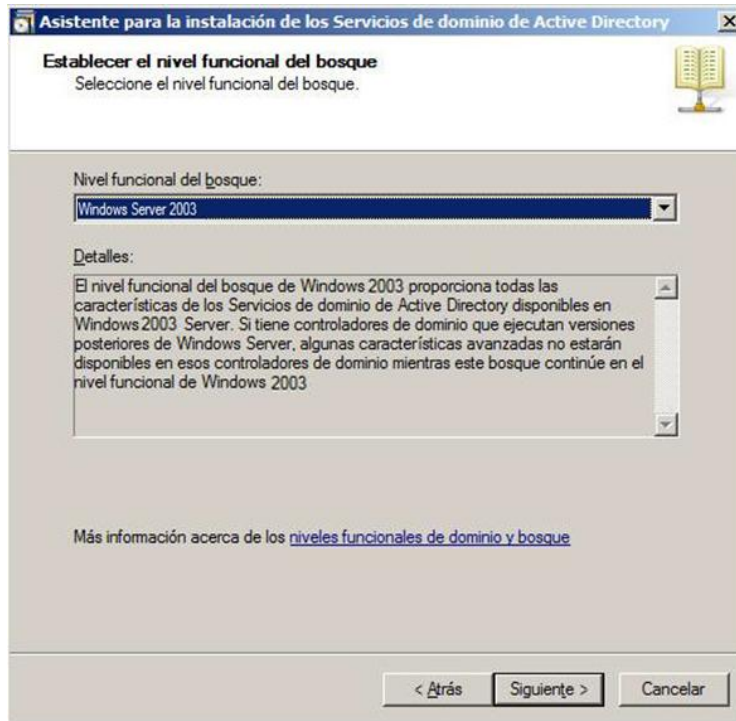 Asistente para la instalación de los Servicios de dominio de Active Directory
Establecer el nivel funcional del bosque
Seleccione el nivel funcional del bosque.
Nivel funcional del bosque:
Windows Server 2003
Detalles:
El nivel funcional del bosque de Windows 2003 proporciona todas las
características de los Servicios de dominio de Active Directory disponibles en
Windows 2003 Server. Si tiene controladores de dominio que ejecutan versiones
posteriores de Windows Server, algunas características avanzadas no estarán
disponibles en esos controladores de dominio mientras este bosque continúe en el
nivel funcional de Windows 2003
Más información acerca de los niveles funcionales de dominio y bosque
< Atrás
Siguiente >
Cancelar